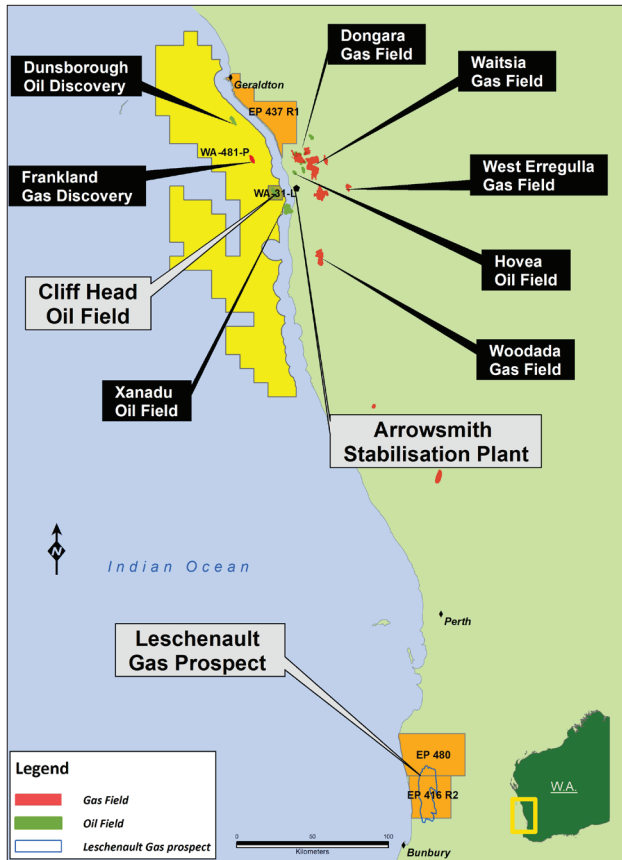 Dongara
Gas Field
Dunsborough
Oil Discovery
Waitsia
Gas Field
Geraldton
EP 437 R1
WA-481-P
Frankland
Gas Discovery
West Erregulla
Gas Field
WA-31-L
Hovea
Oil Field
Cliff Head
Oil Field
Woodada
Gas Field
Xanadu
Oil Field
Arrowsmith
Stabilisation Plant
N
Indian Ocean
Perth
Leschenault
Gas Prospect
EP 480
EP 416 R2
W.A.
Legend
Gas Field
Oil Field
Leschenault Gas prospect
0 50 100
Kilometers
Bunbury